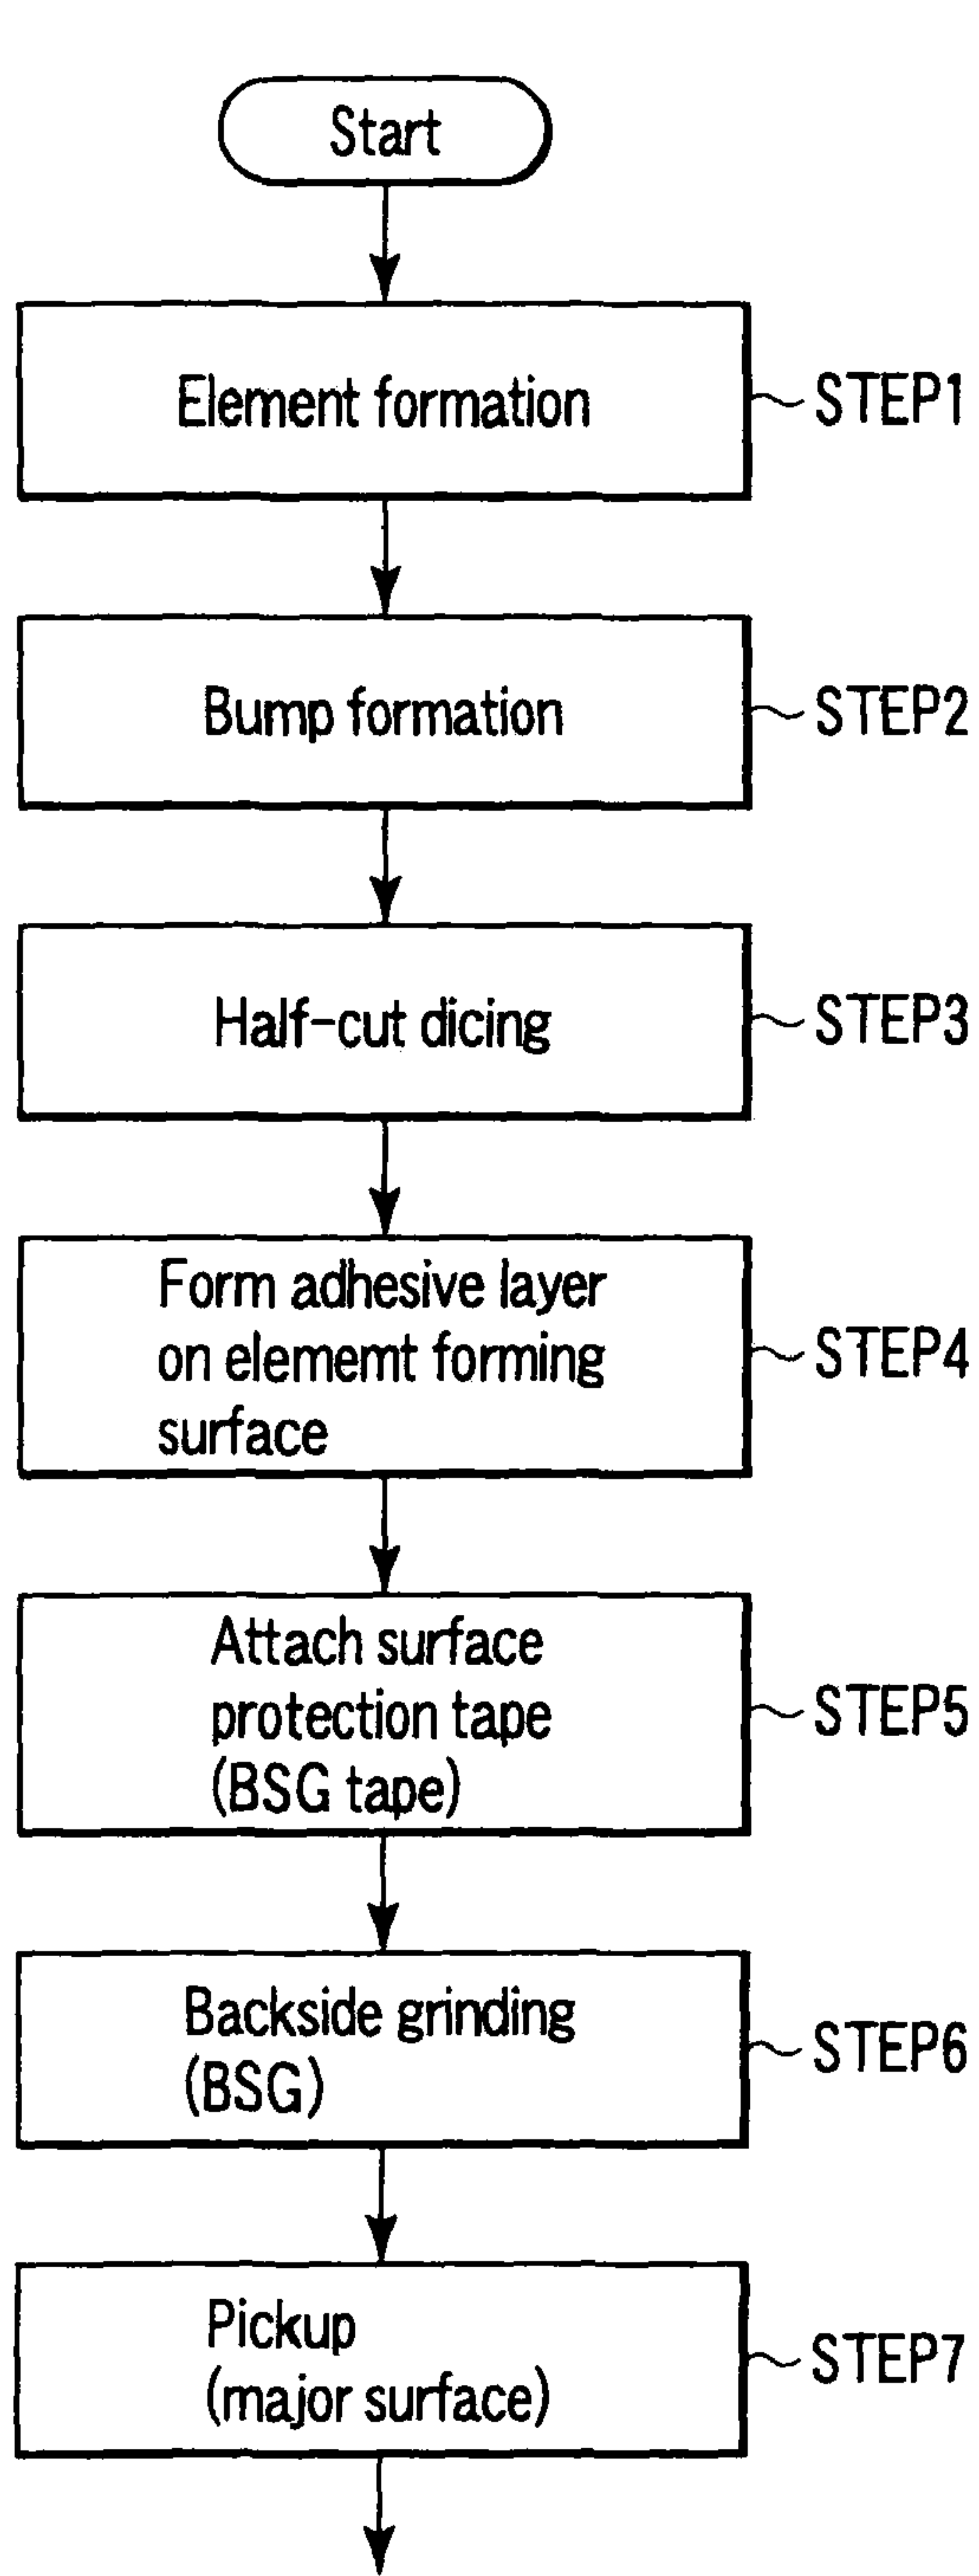 Start
Element formation
STEP1
Bump formation
STEP2
Half-cut dicing
STEP3
Form adhesive layer
on elememt forming
surface
STEP4
Attach surface
protection tape
(BSG tape)
STEP5
Backside grinding
(BSG)
STEP6
Pickup
(major surface)
STEP7